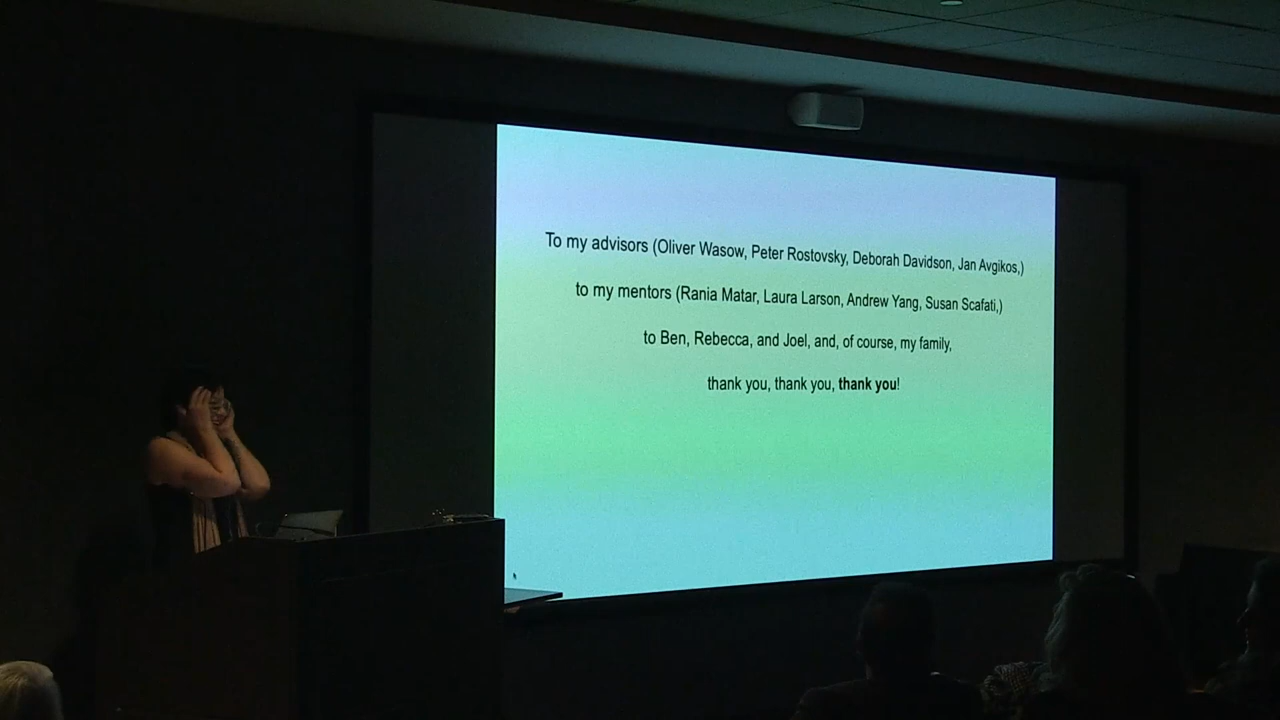 To my advisors (Oliver Wasow, Peter Rostovsky, Deborah Davidson, Jan Avgikos,)
to my mentors (Rania Matar, Laura Larson, Andrew Yang, Susan Scafati,)
to Ben, Rebecca, and Joel, and, of course, my family,
thank you, thank you, thank you!